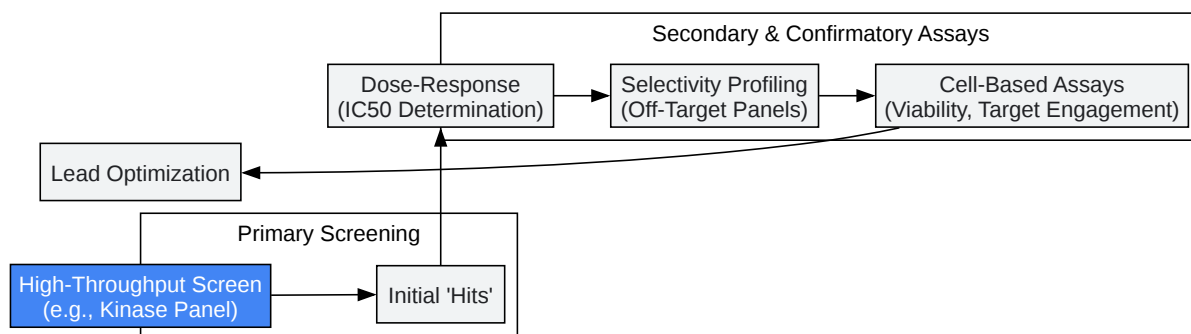 Secondary & Confirmatory Assays
Dose-Response
(IC50 Determination)
Selectivity Profiling
(Off-Target Panels)
Cell-Based Assays
(Viability, Target Engagement)
Lead Optimization
Primary Screening
High-Throughput Screen
(e.g., Kinase Panel)
Initial 'Hits'